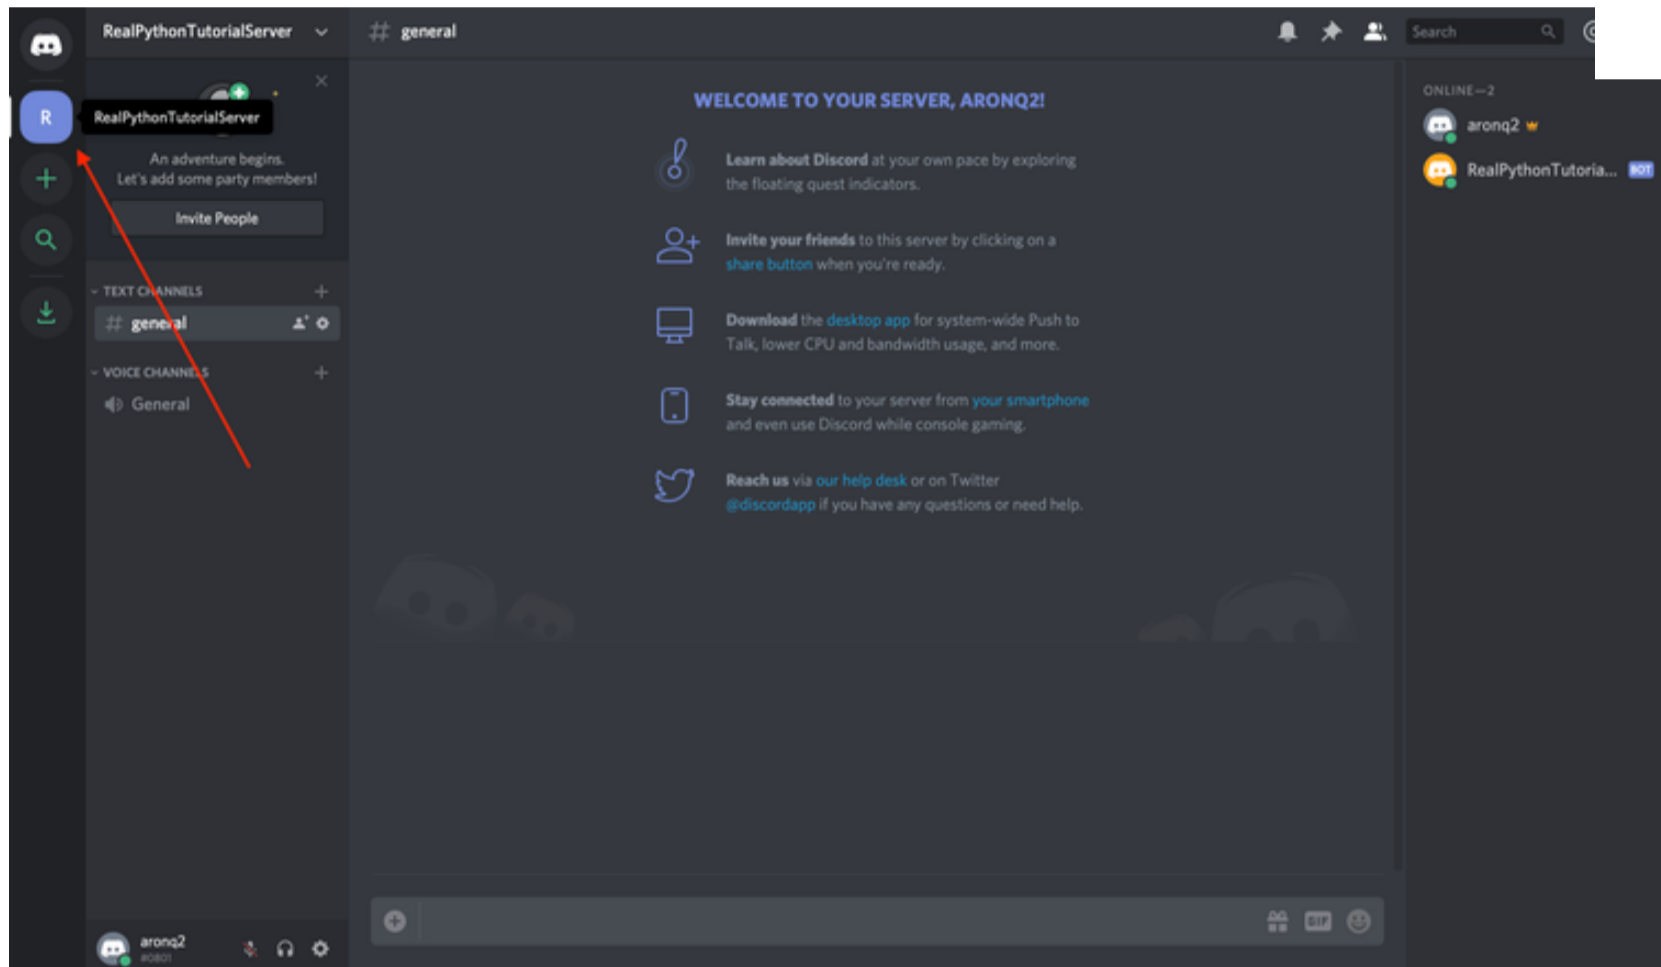 RealPythonTutorialServer
# general
Search
R
RealPythonTutorialServer
An adventure begins.
Let's add some party members!
Invite People
TEXT CHANNELS
# general
VOICE CHANNELS
General
WELCOME TO YOUR SERVER, ARONQ2!
Learn about Discord at your own pace by exploring
the floating quest indicators.
Invite your friends to this server by clicking on a
share button when you're ready.
Download the desktop app for system-wide Push to
Talk, lower CPU and bandwidth usage, and more.
Stay connected to your server from your smartphone
and even use Discord while console gaming.
Reach us via our help desk or on Twitter
@discordapp if you have any questions or need help.
ONLINE—2
aronq2
RealPythonTutoria... BOT
aronq2
#0801
GIF